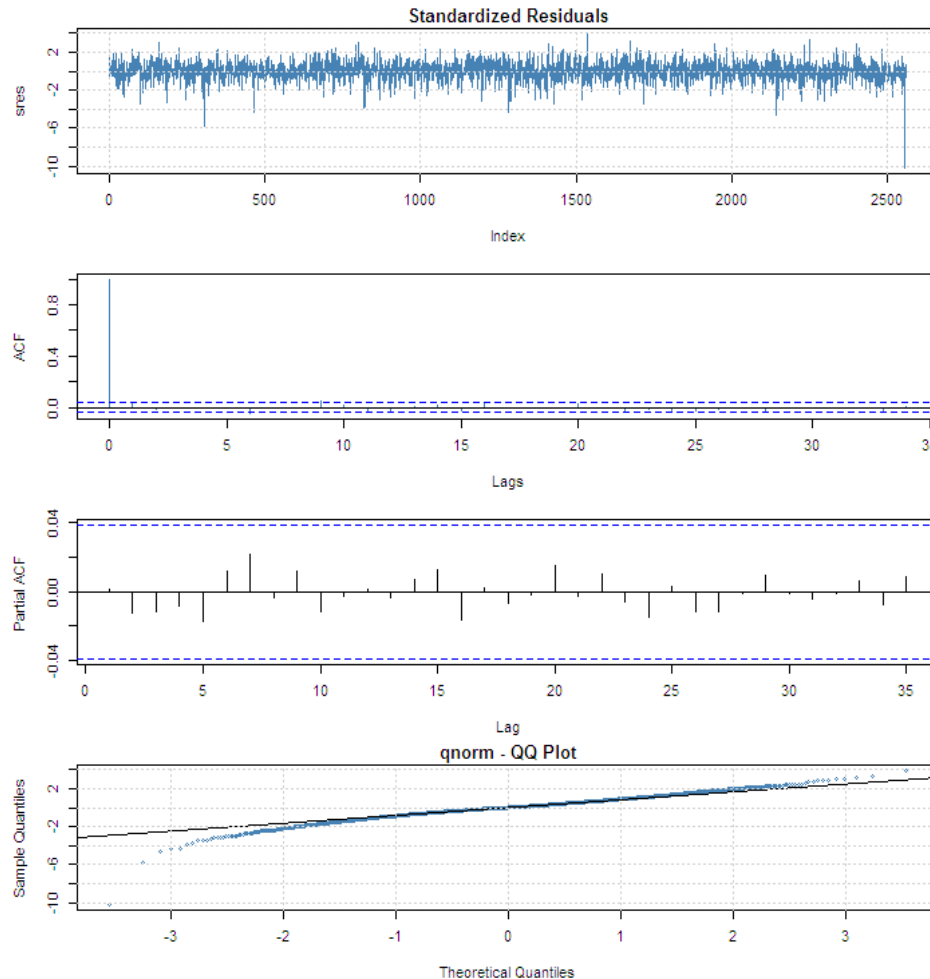 Standardized Residuals
sres
2
-2
-6
-10
0 500 1000 1500 2000 2500
Index
ACF
0.8
0.4
0.0
0 5 10 15 20 25 30 35
Lags
Partial ACF
0.04
0.00
-0.04
0 5 10 15 20 25 30 35
Lag
qnorm - QQ Plot
Sample Quantiles
2
-2
-6
-10
-3 -2 -1 0 1 2 3
Theoretical Quantiles